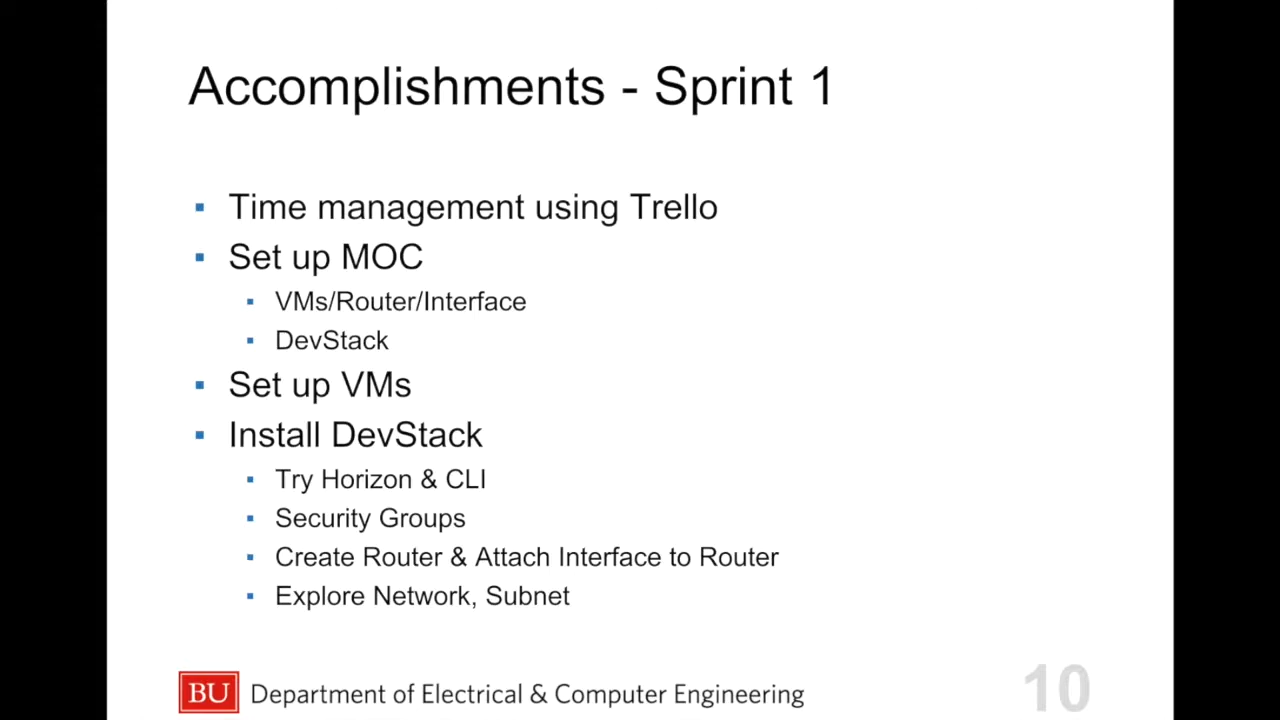 Accomplishments - Sprint 1
▪ Time management using Trello
▪ Set up MOC
▪ VMs/Router/Interface
▪ DevStack
▪ Set up VMs
▪ Install DevStack
▪ Try Horizon & CLI
▪ Security Groups
▪ Create Router & Attach Interface to Router
▪ Explore Network, Subnet
BU Department of Electrical & Computer Engineering
10